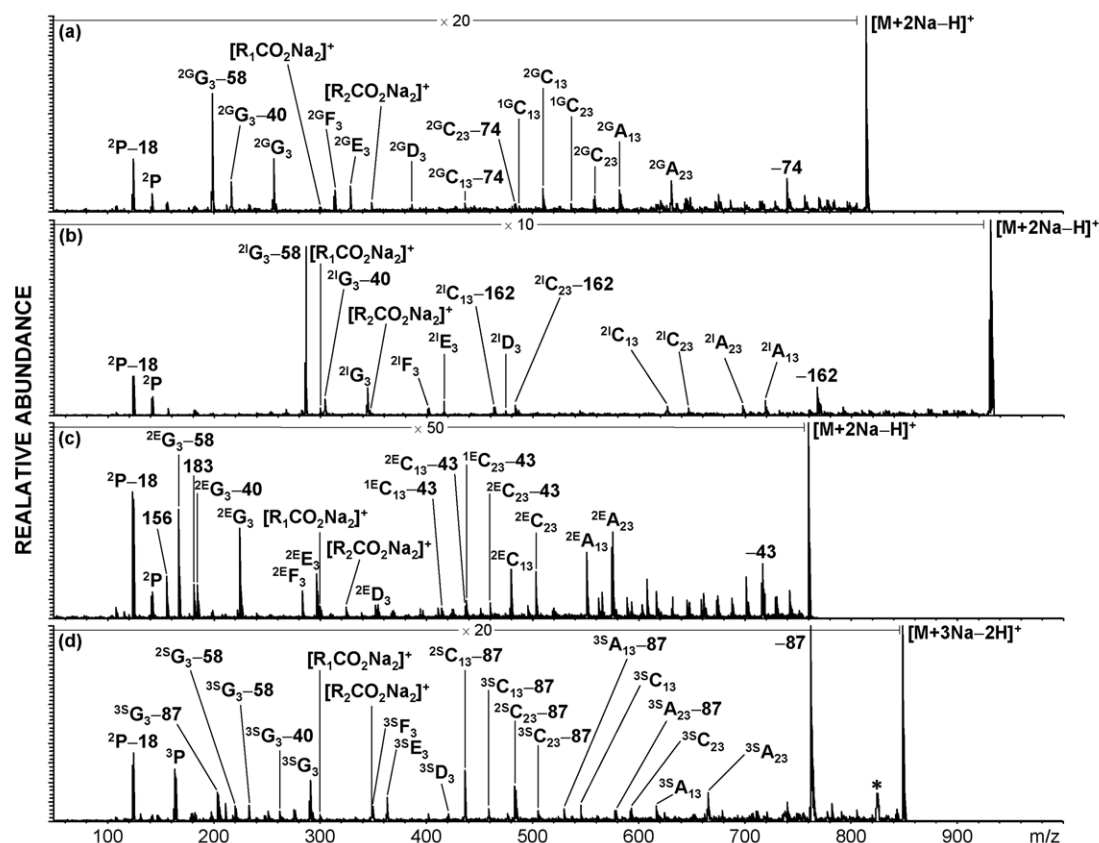 (a)
× 20
[M+2Na–H]⁺
[R₁CO₂Na₂]⁺
²ᴳG₃–58
[R₂CO₂Na₂]⁺
²ᴳC₁₃
¹ᴳC₁₃
¹ᴳC₂₃
²ᴳG₃–40
²ᴳF₃
²ᴳC₂₃–74
²ᴳA₁₃
²P–18
²ᴳG₃
²ᴳE₃
²ᴳD₃
²ᴳC₂₃
²ᴳA₂₃
–74
²P
²ᴳC₁₃–74
(b)
× 10
[M+2Na–H]⁺
²ᴵG₃–58
[R₁CO₂Na₂]⁺
²ᴵG₃–40
²ᴵC₁₃–162
²ᴵC₂₃–162
[R₂CO₂Na₂]⁺
²P–18
²P
²ᴵG₃
²ᴵF₃
²ᴵE₃
²ᴵD₃
²ᴵC₁₃
²ᴵC₂₃
²ᴵA₂₃
²ᴵA₁₃
–162
(c)
× 50
[M+2Na–H]⁺
²ᴱG₃–58
²P–18
183
²ᴱG₃–40
²ᴱC₁₃–43
¹ᴱC₂₃–43
¹ᴱC₁₃–43
²ᴱC₂₃–43
156
²ᴱG₃
[R₁CO₂Na₂]⁺
²ᴱC₂₃
²ᴱA₂₃
²ᴱA₁₃
²P
²ᴱF₃
²ᴱE₃
[R₂CO₂Na₂]⁺
²ᴱD₃
²ᴱC₁₃
–43
(d)
× 20
[M+3Na–2H]⁺
²ˢG₃–58
[R₁CO₂Na₂]⁺
²ˢC₁₃–87
³ˢA₁₃–87
–87
³ˢG₃–58
[R₂CO₂Na₂]⁺
³ˢC₁₃–87
³ˢC₁₃
³ˢG₃–87
³ˢG₃–40
³ˢF₃
²ˢC₂₃–87
³ˢA₂₃–87
²P–18
³P
³ˢG₃
³ˢE₃
³ˢD₃
³ˢC₂₃–87
³ˢC₂₃
³ˢA₁₃
³ˢA₂₃
*
100 200 300 400 500 600 700 800 900 m/z
REALATIVE ABUNDANCE